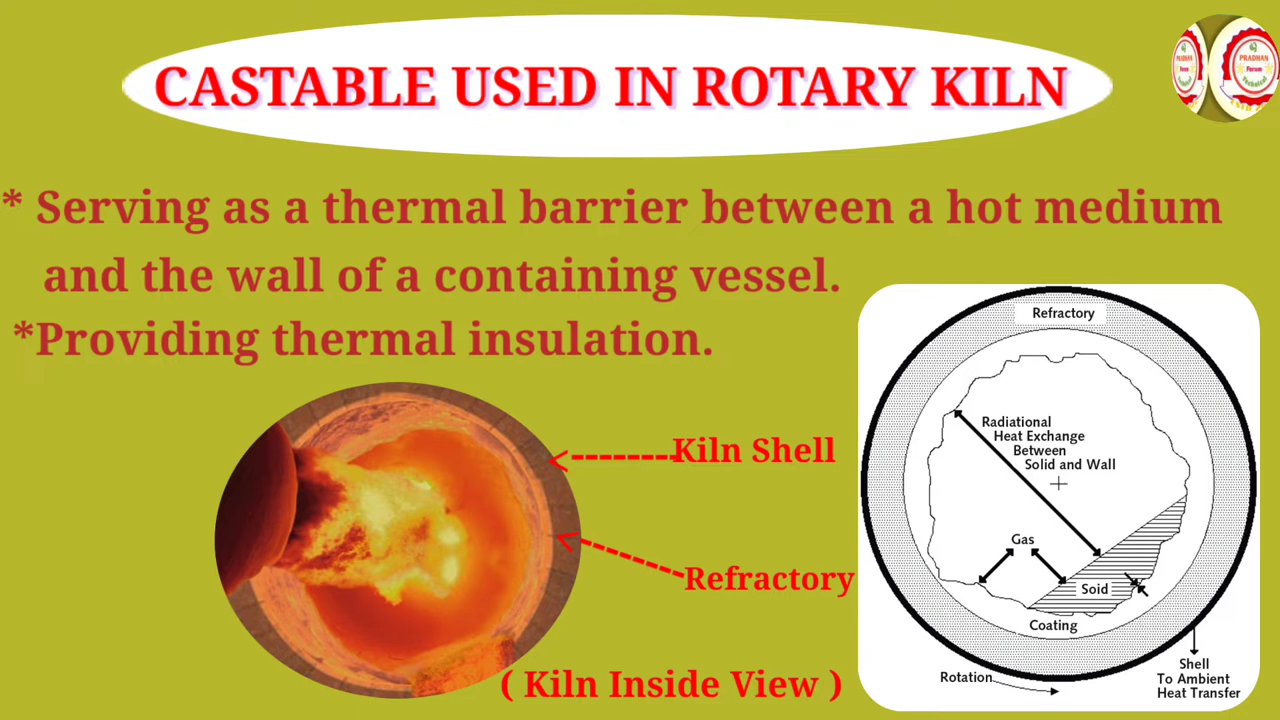 CASTABLE USED IN ROTARY KILN
PRADHAN
Forum
* Serving as a thermal barrier between a hot medium
and the wall of a containing vessel.
*Providing thermal insulation.
Kiln Shell
Refractory
( Kiln Inside View )
Refractory
Radiational
Heat Exchange
Between
Solid and Wall
Gas
Soid
Coating
Rotation
Shell
To Ambient
Heat Transfer